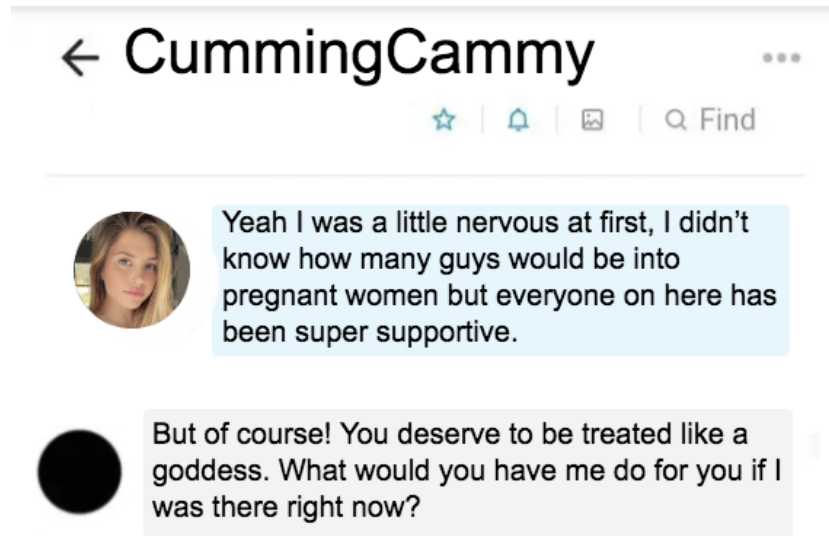 CummingCammy
Find
Yeah I was a little nervous at first, I didn’t
know how many guys would be into
pregnant women but everyone on here has
been super supportive.
But of course! You deserve to be treated like a
goddess. What would you have me do for you if I
was there right now?